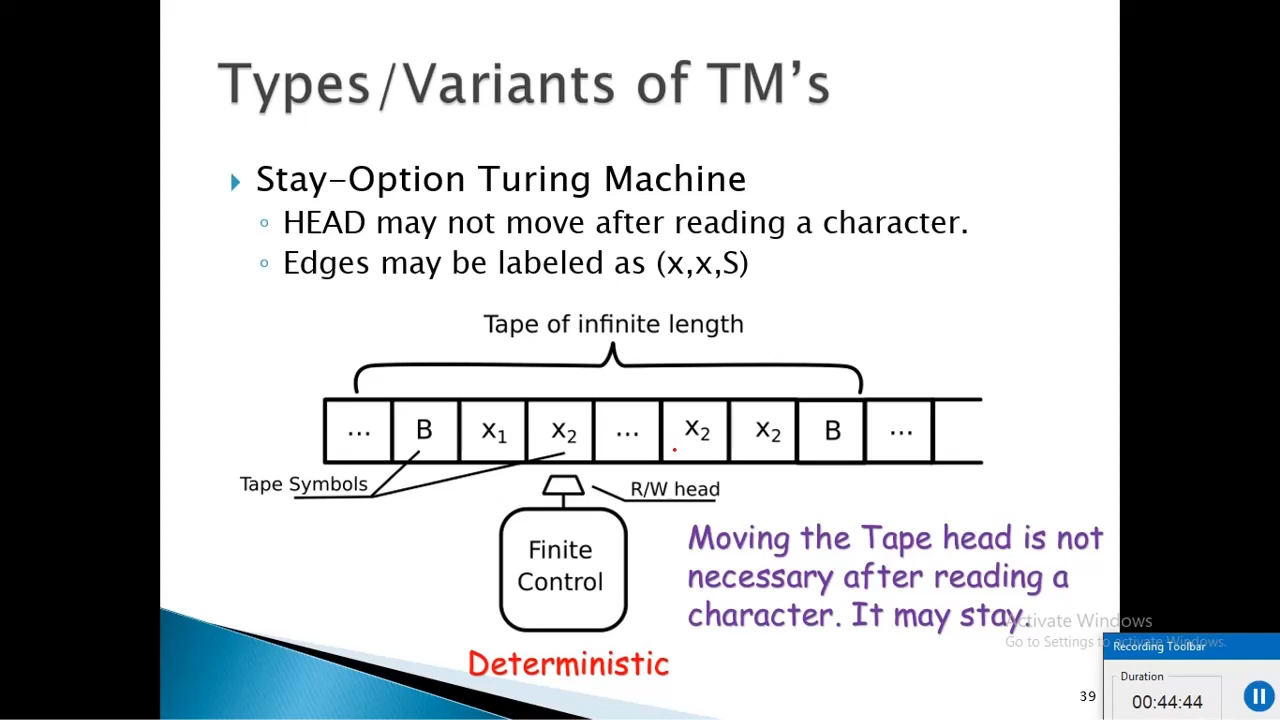 Types/Variants of TM's
Stay-Option Turing Machine
HEAD may not move after reading a character.
Edges may be labeled as (x,x,S)
Tape of infinite length
... B x₁ x₂ ... x₂ x₂ B ...
Tape Symbols
R/W head
Finite
Control
Moving the Tape head is not
necessary after reading a
character. It may stay.
Activate Windows
Go to Settings to activate Windows.
Deterministic
Recording Toolbar
Duration
39
00:44:44